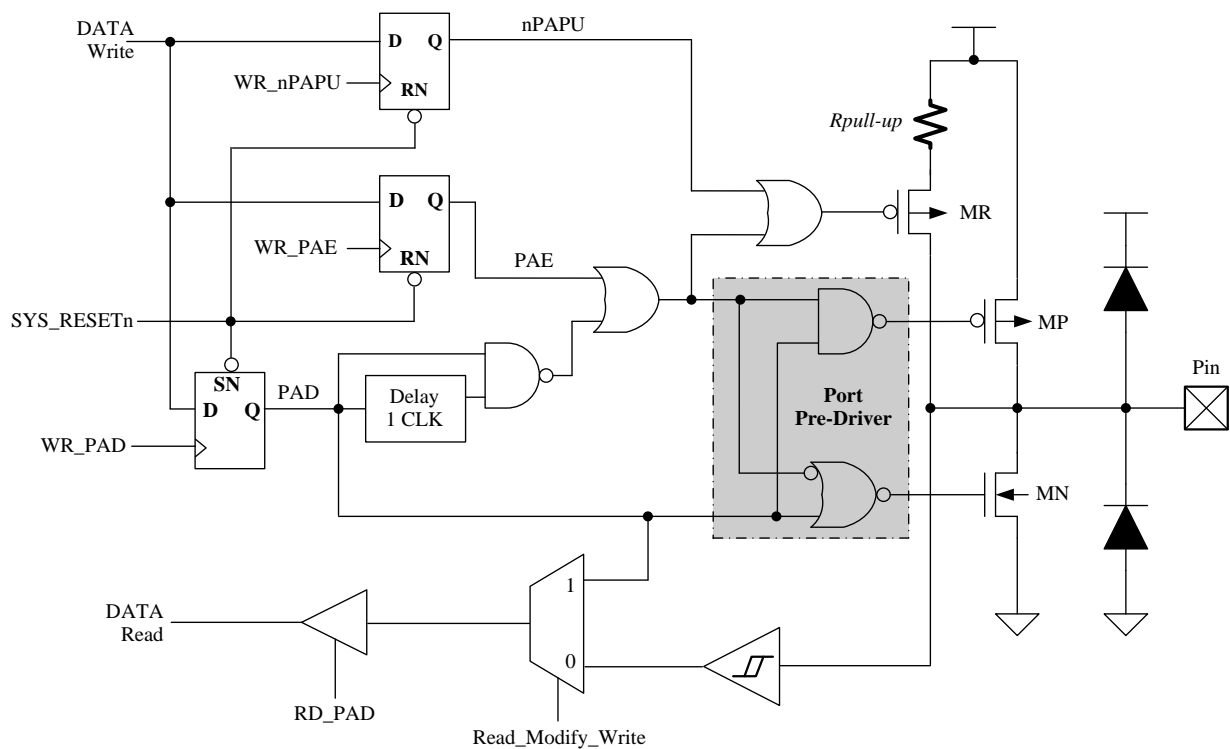 DATA
Write
nPAPU
D Q
WR_nPAPU
RN
Rpull-up
D Q
MR
WR_PAE
RN
PAE
SYS_RESETn
MP
SN
PAD
D Q
Delay
1 CLK
Port
Pre-Driver
Pin
WR_PAD
MN
1
DATA
Read
0
RD_PAD
Read_Modify_Write